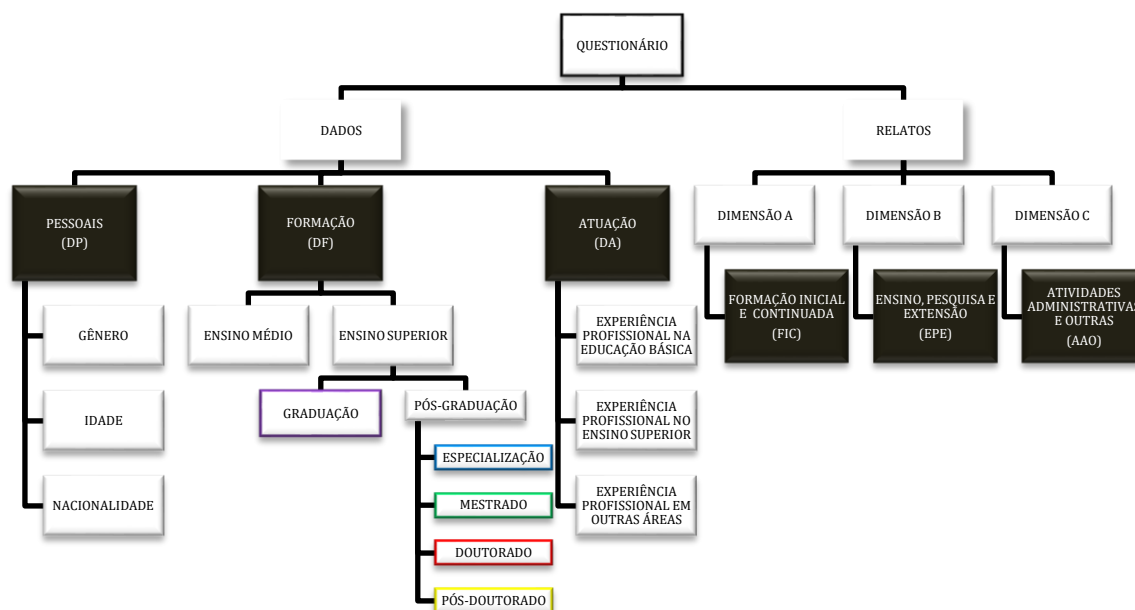 QUESTIONÁRIO
DADOS
RELATOS
PESSOAIS
(DP)
FORMAÇÃO
(DF)
ATUAÇÃO
(DA)
DIMENSÃO A
DIMENSÃO B
DIMENSÃO C
GÊNERO
IDADE
NACIONALIDADE
ENSINO MÉDIO
ENSINO SUPERIOR
GRADUAÇÃO
PÓS-GRADUAÇÃO
ESPECIALIZAÇÃO
MESTRADO
DOUTORADO
PÓS-DOUTORADO
EXPERIÊNCIA
PROFISSIONAL NA
EDUCAÇÃO BÁSICA
EXPERIÊNCIA
PROFISSIONAL NO
ENSINO SUPERIOR
EXPERIÊNCIA
PROFISSIONAL EM
OUTRAS ÁREAS
FORMAÇÃO INICIAL
E CONTINUADA
(FIC)
ENSINO, PESQUISA E
EXTENSÃO
(EPE)
ATIVIDADES
ADMINISTRATIVAS
E OUTRAS
(AAO)